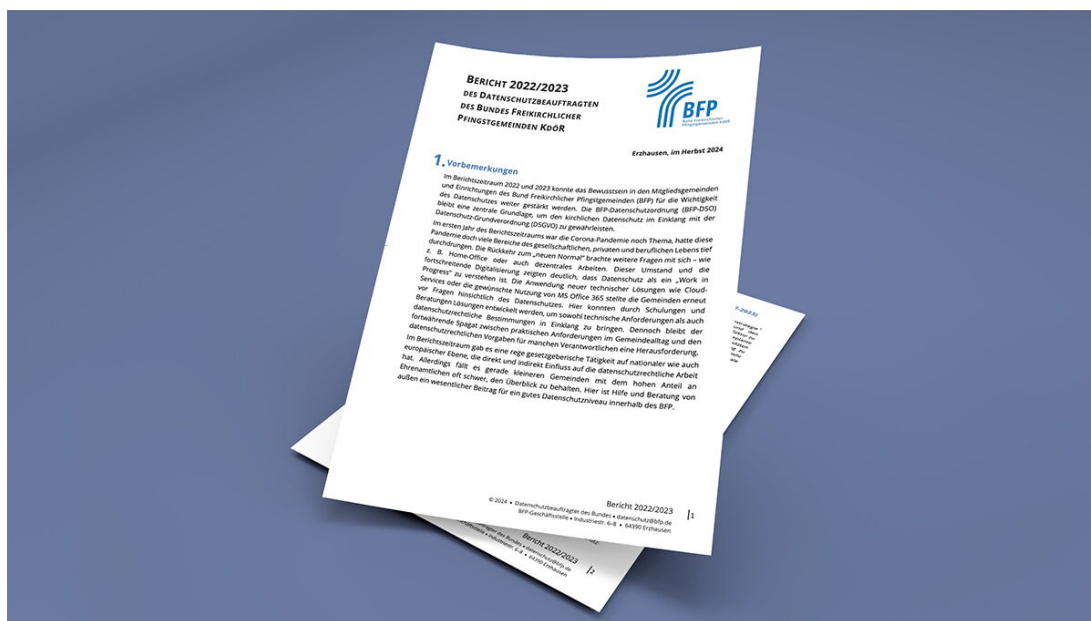 BERICHT 2022/2023
DES DATENSCHUTZBEAUFTRAGTEN
DES BUNDES FREIKIRCHLICHER
PFINGSTGEMEINDEN KDÖR
BFP
Bund Freikirchlicher
Pfingstgemeinden KdöR
Erzhausen, im Herbst 2024
1. Vorbemerkungen
Im Berichtszeitraum 2022 und 2023 konnte das Bewusstsein in den Mitgliedsgemeinden
und Einrichtungen des Bund Freikirchlicher Pfingstgemeinden (BFP) für die Wichtigkeit
des Datenschutzes weiter gestärkt werden. Die BFP-Datenschutzordnung (BFP-DSO)
bleibt eine zentrale Grundlage, um den kirchlichen Datenschutz im Einklang mit der
Datenschutz-Grundverordnung (DSGVO) zu gewährleisten.
Im ersten Jahr des Berichtszeitraums war die Corona-Pandemie noch Thema, hatte diese
Pandemie doch viele Bereiche des gesellschaftlichen, privaten und beruflichen Lebens tief
durchdrungen. Die Rückkehr zum „neuen Normal“ brachte weitere Fragen mit sich – wie
z. B. Home-Office oder auch dezentrales Arbeiten. Dieser Umstand und die
fortschreitende Digitalisierung zeigten deutlich, dass Datenschutz als ein „Work in
Progress“ zu verstehen ist. Die Anwendung neuer technischer Lösungen wie Cloud-
Services oder die gewünschte Nutzung von MS Office 365 stellte die Gemeinden erneut
vor Fragen hinsichtlich des Datenschutzes. Hier konnten durch Schulungen und
Beratungen Lösungen entwickelt werden, um sowohl technische Anforderungen als auch
datenschutzrechtliche Bestimmungen in Einklang zu bringen. Dennoch bleibt der
fortwährende Spagat zwischen praktischen Anforderungen im Gemeindealltag und den
datenschutzrechtlichen Vorgaben für manchen Verantwortlichen eine Herausforderung.
Im Berichtszeitraum gab es eine rege gesetzgeberische Tätigkeit auf nationaler wie auch
europäischer Ebene, die direkt und indirekt Einfluss auf die datenschutzrechtliche Arbeit
hat. Allerdings fällt es gerade kleineren Gemeinden mit dem hohen Anteil an
Ehrenamtlichen oft schwer, den Überblick zu behalten. Hier ist Hilfe und Beratung von
außen ein wesentlicher Beitrag für ein gutes Datenschutzniveau innerhalb des BFP.
Bericht 2022/2023 |1
© 2024 • Datenschutzbeauftragter des Bundes • datenschutz@bfp.de
BFP-Geschäftsstelle • Industriestr. 6–8 • 64390 Erzhausen
Bericht 2022/2023 |2
des Bundes • datenschutz@bfp.de
Industriestr. 6–8 • 64390 Erzhausen